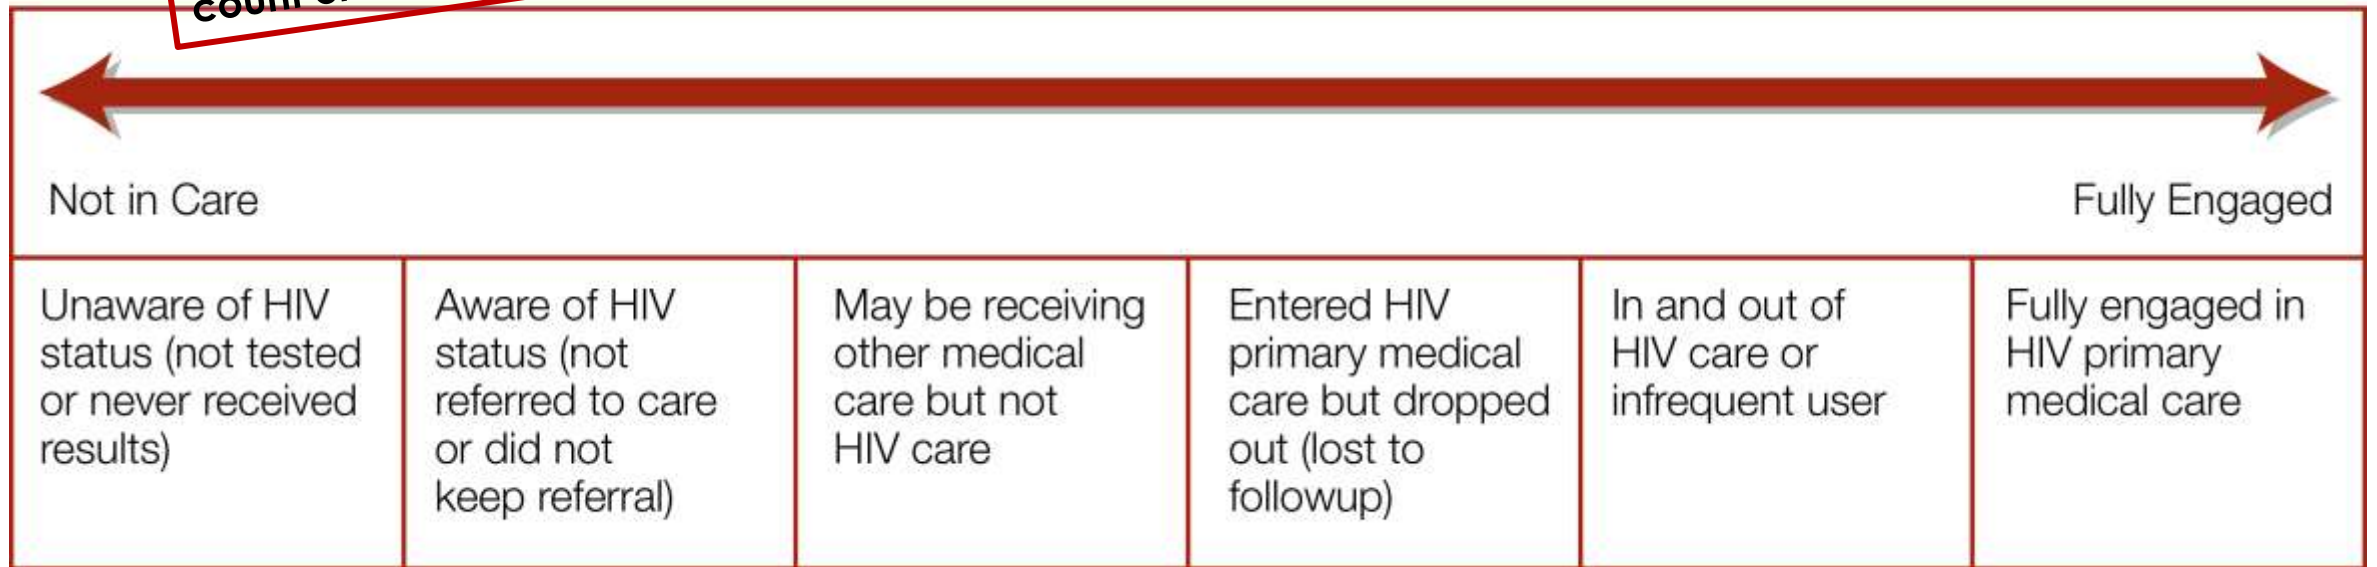 Not in Care
Fully Engaged
Unaware of HIV
status (not tested
or never received
results)
Aware of HIV
status (not
referred to care
or did not
keep referral)
May be receiving
other medical
care but not
HIV care
Entered HIV
primary medical
care but dropped
out (lost to
followup)
In and out of
HIV care or
infrequent user
Fully engaged in
HIV primary
medical care